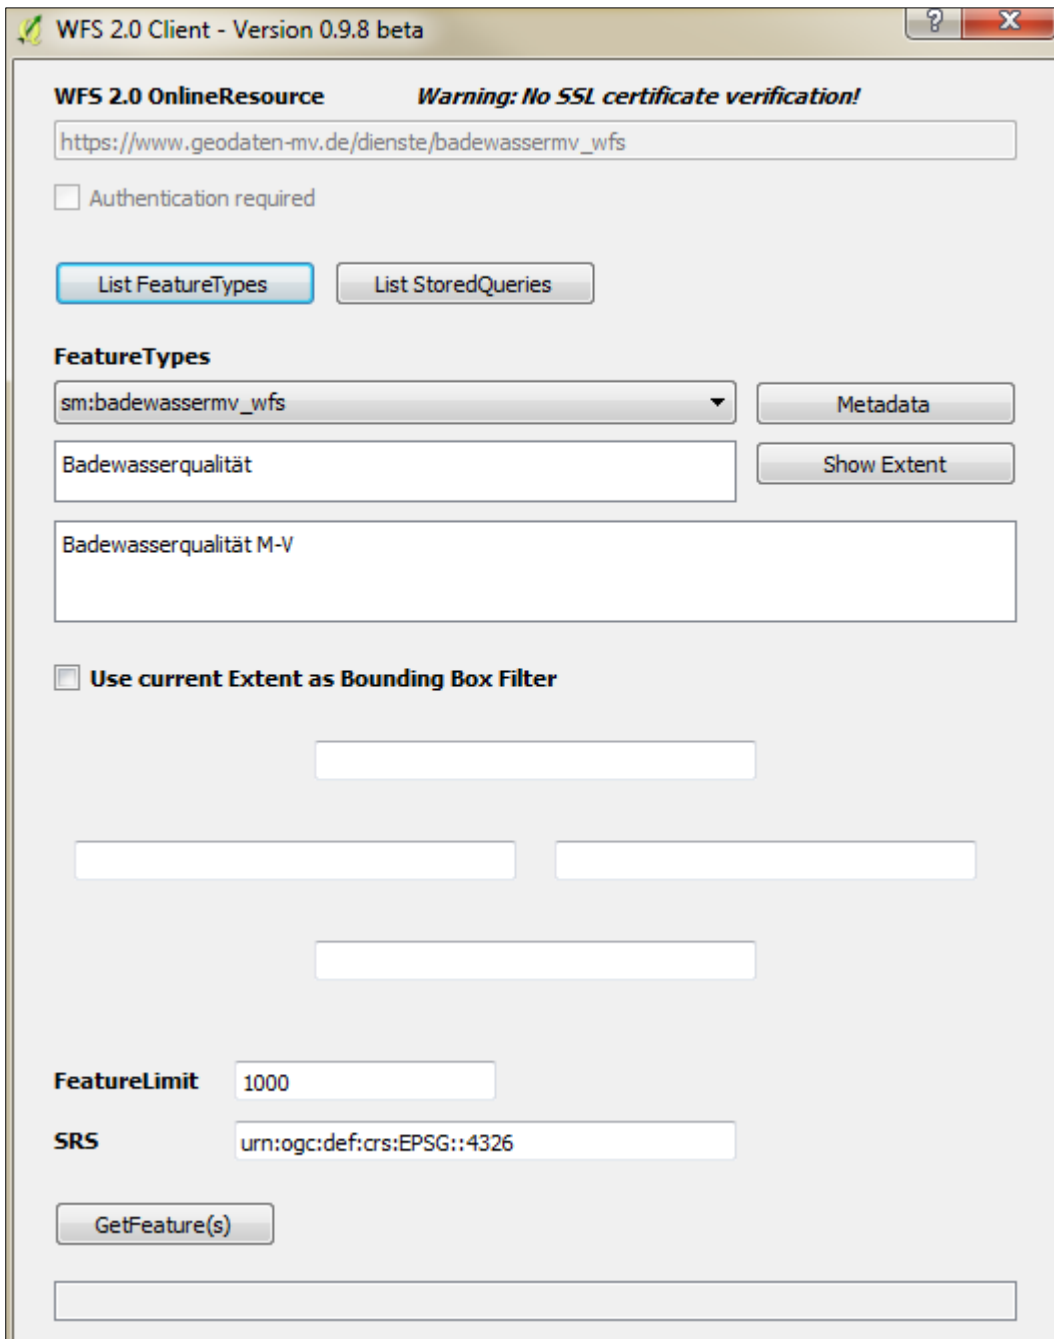 WFS 2.0 Client - Version 0.9.8 beta
?
WFS 2.0 OnlineResource Warning: No SSL certificate verification!
https://www.geodaten-mv.de/dienste/badewassermv_wfs
Authentication required
List FeatureTypes List StoredQueries
FeatureTypes
sm:badewassermv_wfs Metadata
Badewasserqualität Show Extent
Badewasserqualität M-V
Use current Extent as Bounding Box Filter
FeatureLimit 1000
SRS urn:ogc:def:crs:EPSG::4326
GetFeature(s)